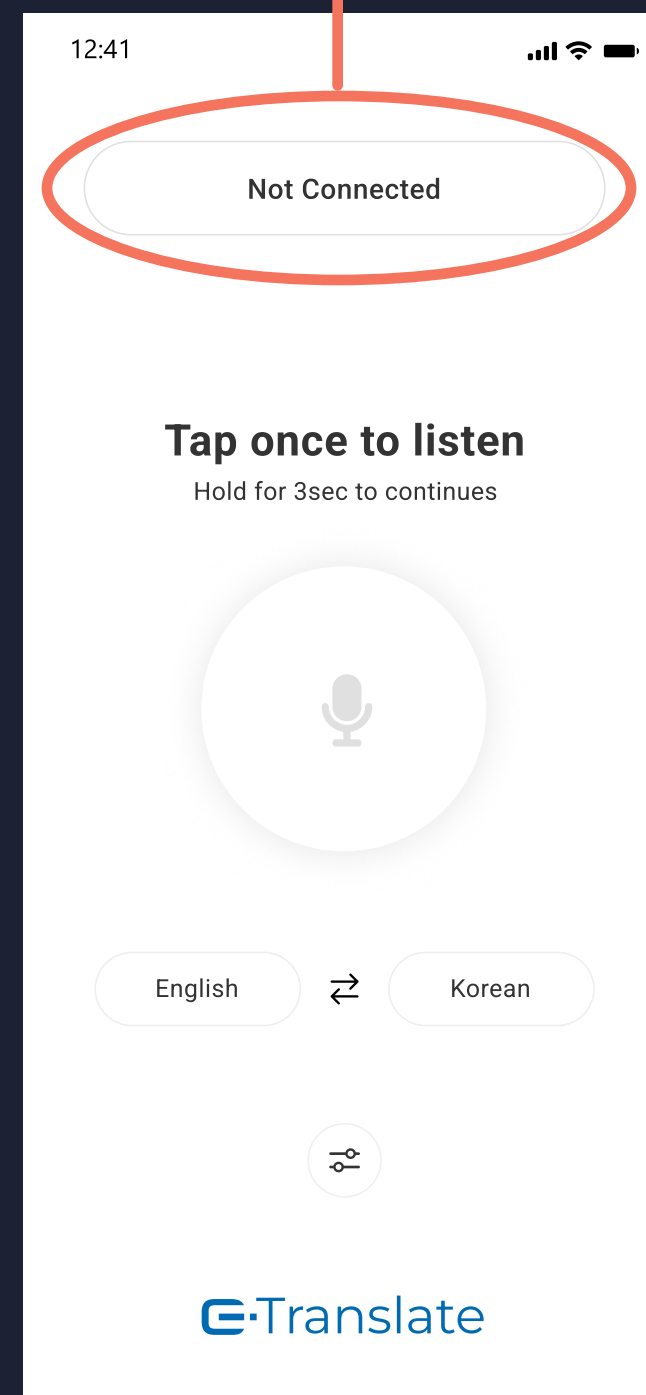 12:41
Not Connected
Tap once to listen
Hold for 3sec to continues
English
Korean
e·Translate